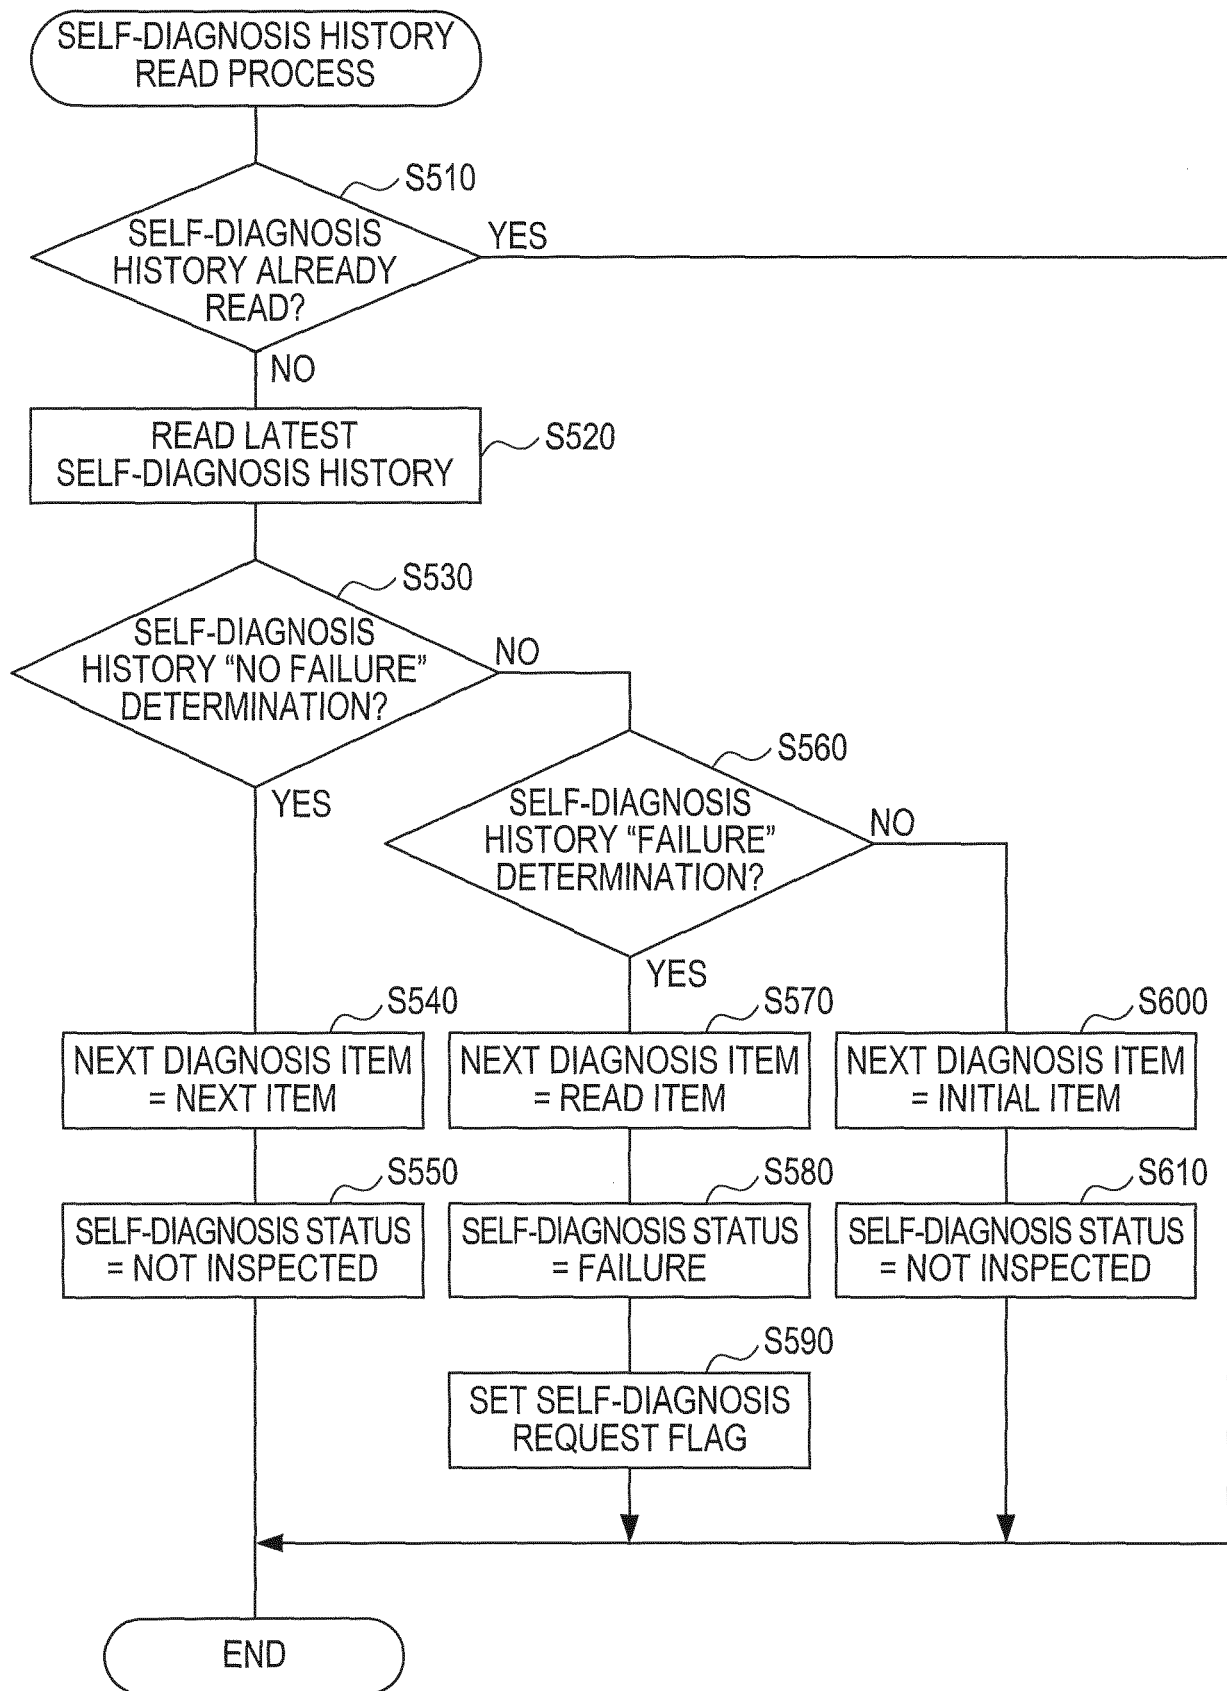 SELF-DIAGNOSIS HISTORY
READ PROCESS
S510
SELF-DIAGNOSIS
HISTORY ALREADY
READ?
YES
NO
READ LATEST
SELF-DIAGNOSIS HISTORY
S520
S530
SELF-DIAGNOSIS
HISTORY “NO FAILURE”
DETERMINATION?
NO
YES
S560
SELF-DIAGNOSIS
HISTORY “FAILURE”
DETERMINATION?
NO
YES
S540
NEXT DIAGNOSIS ITEM
= NEXT ITEM
S570
NEXT DIAGNOSIS ITEM
= READ ITEM
S600
NEXT DIAGNOSIS ITEM
= INITIAL ITEM
S550
SELF-DIAGNOSIS STATUS
= NOT INSPECTED
S580
SELF-DIAGNOSIS STATUS
= FAILURE
S610
SELF-DIAGNOSIS STATUS
= NOT INSPECTED
S590
SET SELF-DIAGNOSIS
REQUEST FLAG
END